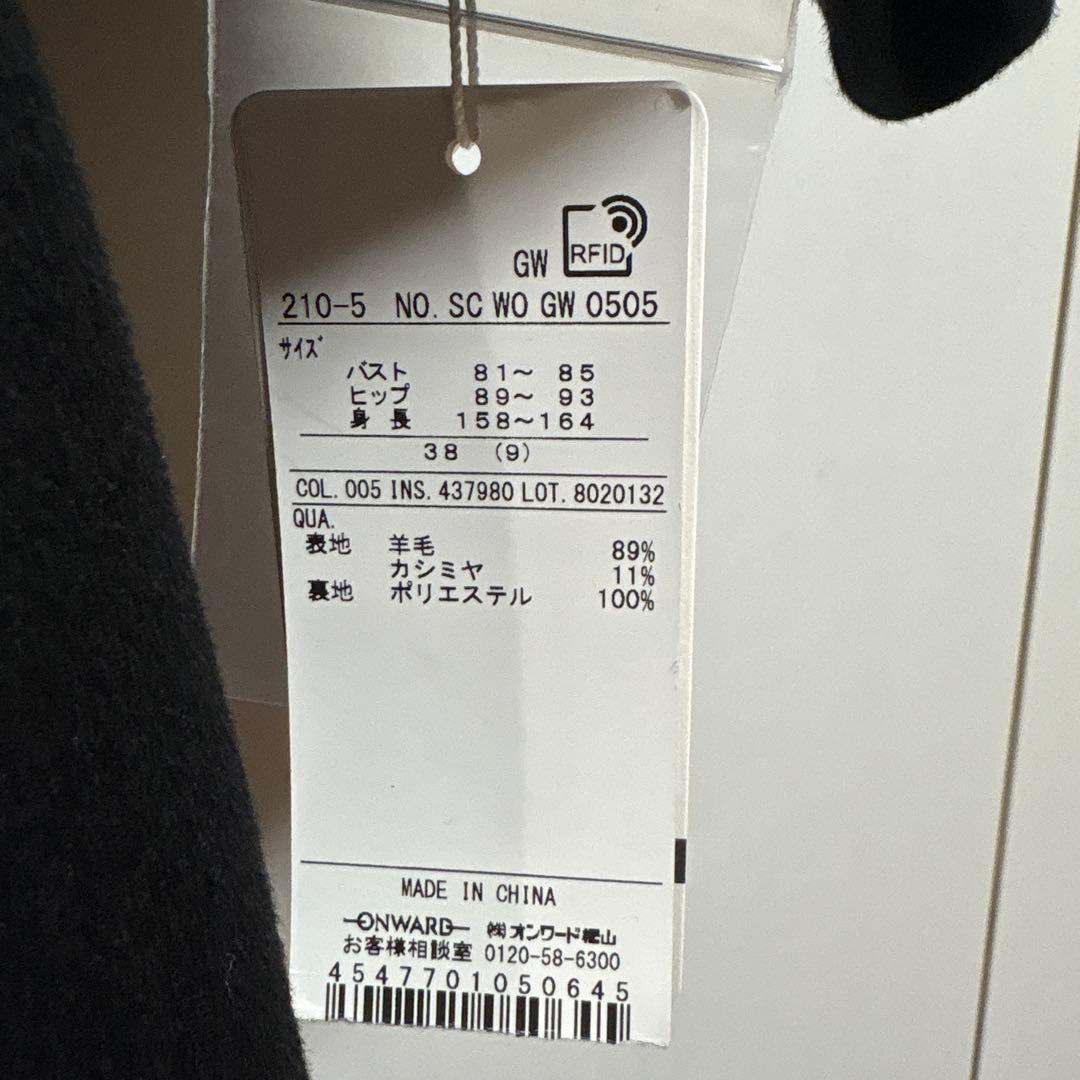 GW RFID
210-5 NO. SC WO GW 0505
サイズ
バスト 81〜 85
ヒップ 89〜 93
身長 158〜164
38 (9)
COL. 005 INS. 437980 LOT. 8020132
QUA.
表地 羊毛 89%
カシミヤ 11%
裏地 ポリエステル 100%
MADE IN CHINA
ONWARD ㈱オンワード樫山
お客様相談室 0120-58-6300
4547701050645